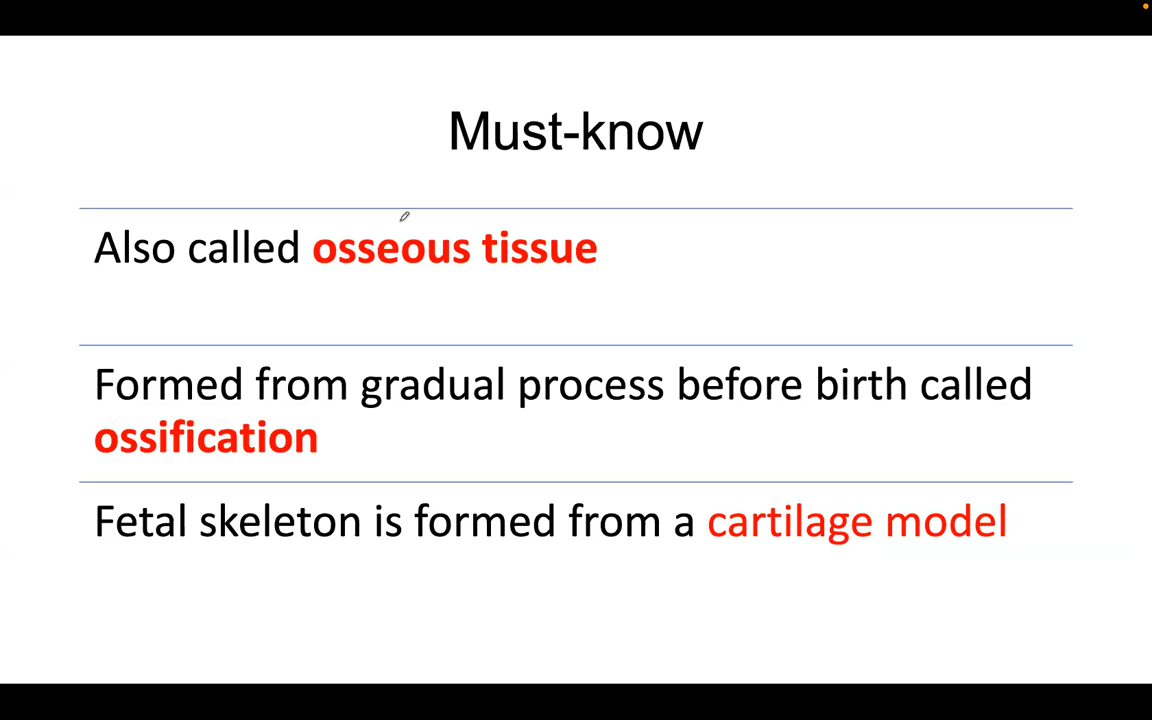 Must-know
Also called osseous tissue
Formed from gradual process before birth called
ossification
Fetal skeleton is formed from a cartilage model